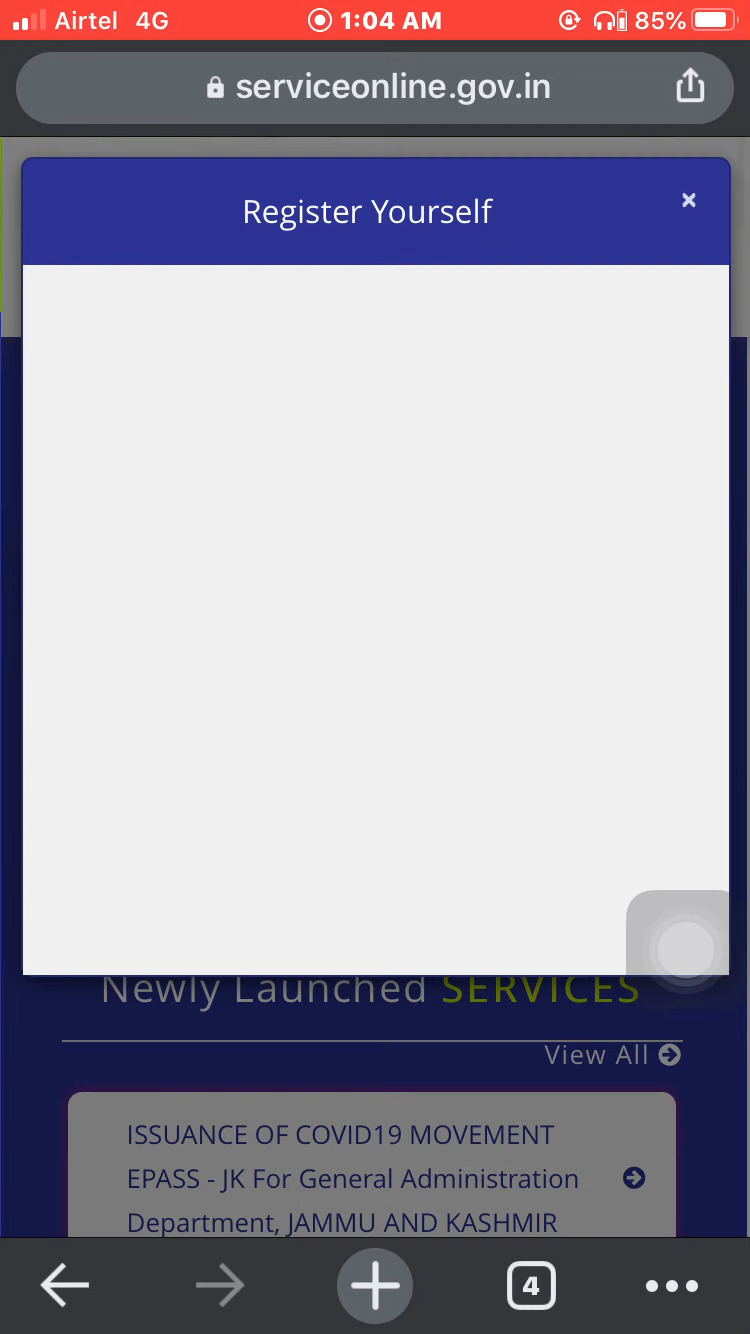 Airtel 4G 1:04 AM 85%
serviceonline.gov.in
Register Yourself
Newly Launched SERVICES
View All
ISSUANCE OF COVID19 MOVEMENT
EPASS - JK For General Administration
Department, JAMMU AND KASHMIR
4